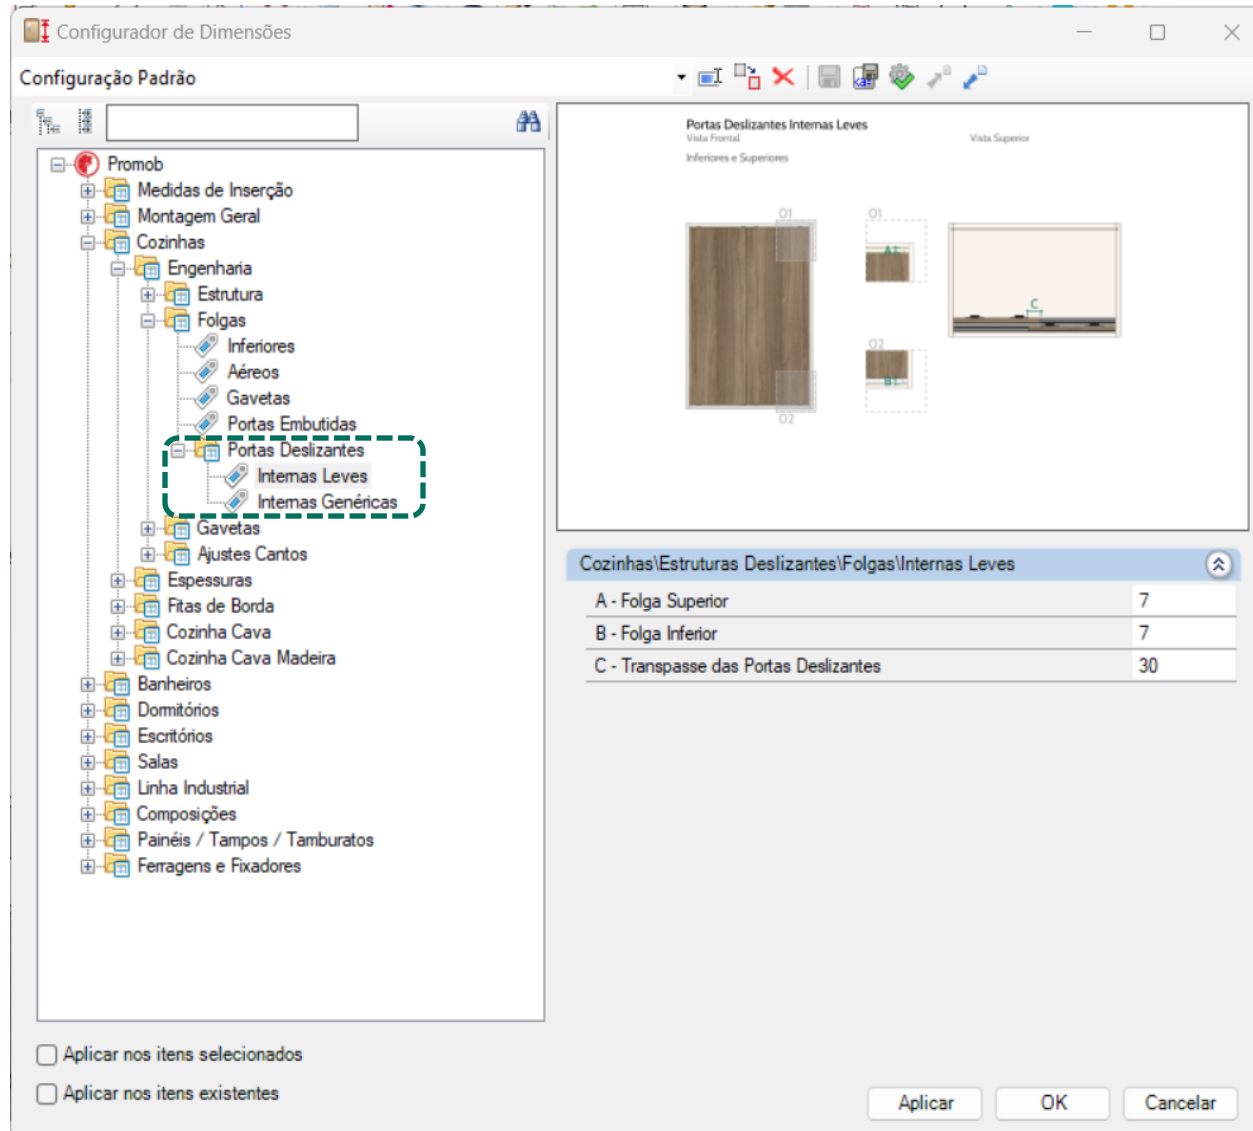 Configurador de Dimensões
Configuração Padrão
Promob
Medidas de Inserção
Montagem Geral
Cozinhas
Engenharia
Estrutura
Folgas
Inferiores
Aéreos
Gavetas
Portas Embutidas
Portas Deslizantes
Internas Leves
Internas Genéricas
Gavetas
Ajustes Cantos
Espessuras
Fitas de Borda
Cozinha Cava
Cozinha Cava Madeira
Banheiros
Dormitórios
Escritórios
Salas
Linha Industrial
Composições
Painéis / Tampos / Tamburatos
Ferragens e Fixadores
Portas Deslizantes Internas Leves
Vista Frontal
Vista Superior
Inferiores e Superiores
01
01
A
C
02
B
02
Cozinhas\Estruturas Deslizantes\Folgas\Internas Leves
A - Folga Superior 7
B - Folga Inferior 7
C - Transpasse das Portas Deslizantes 30
Aplicar nos itens selecionados
Aplicar nos itens existentes
Aplicar
OK
Cancelar